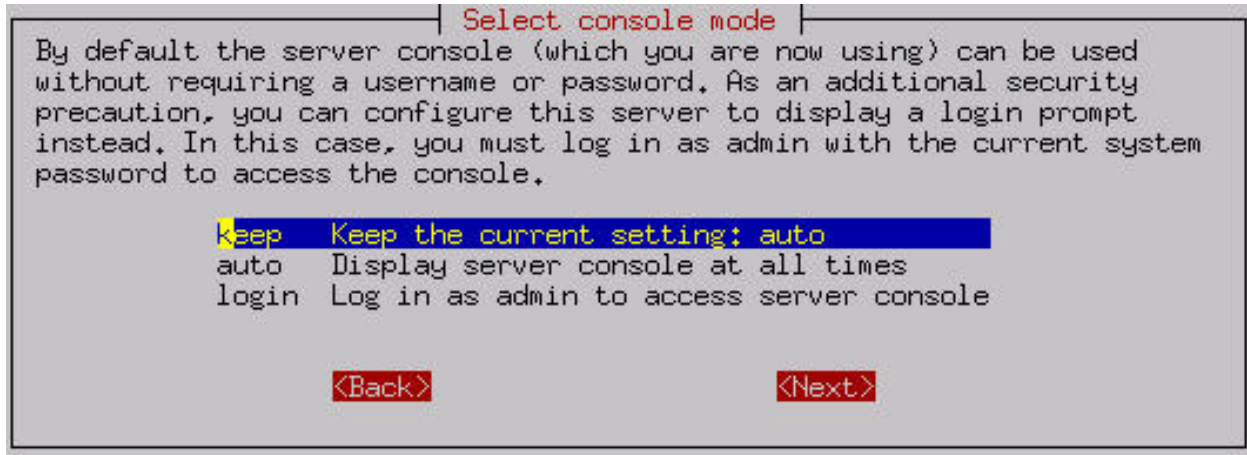 Select console mode
By default the server console (which you are now using) can be used
without requiring a username or password. As an additional security
precaution, you can configure this server to display a login prompt
instead. In this case, you must log in as admin with the current system
password to access the console.
keep Keep the current setting: auto
auto Display server console at all times
login Log in as admin to access server console
<Back> <Next>